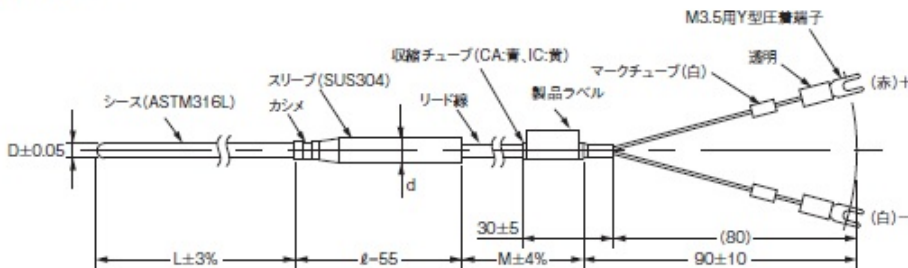 M3.5用Y型圧着端子
収縮チューブ(CA:青、IC:黄)
透明
スリーブ(SUS304)
マークチューブ(白)
(赤)+
シース(ASTM316L)
カシメ
リード線
製品ラベル
D±0.05
d
(白)−
30±5
(80)
L±3%
ℓ-55
M±4%
90±10